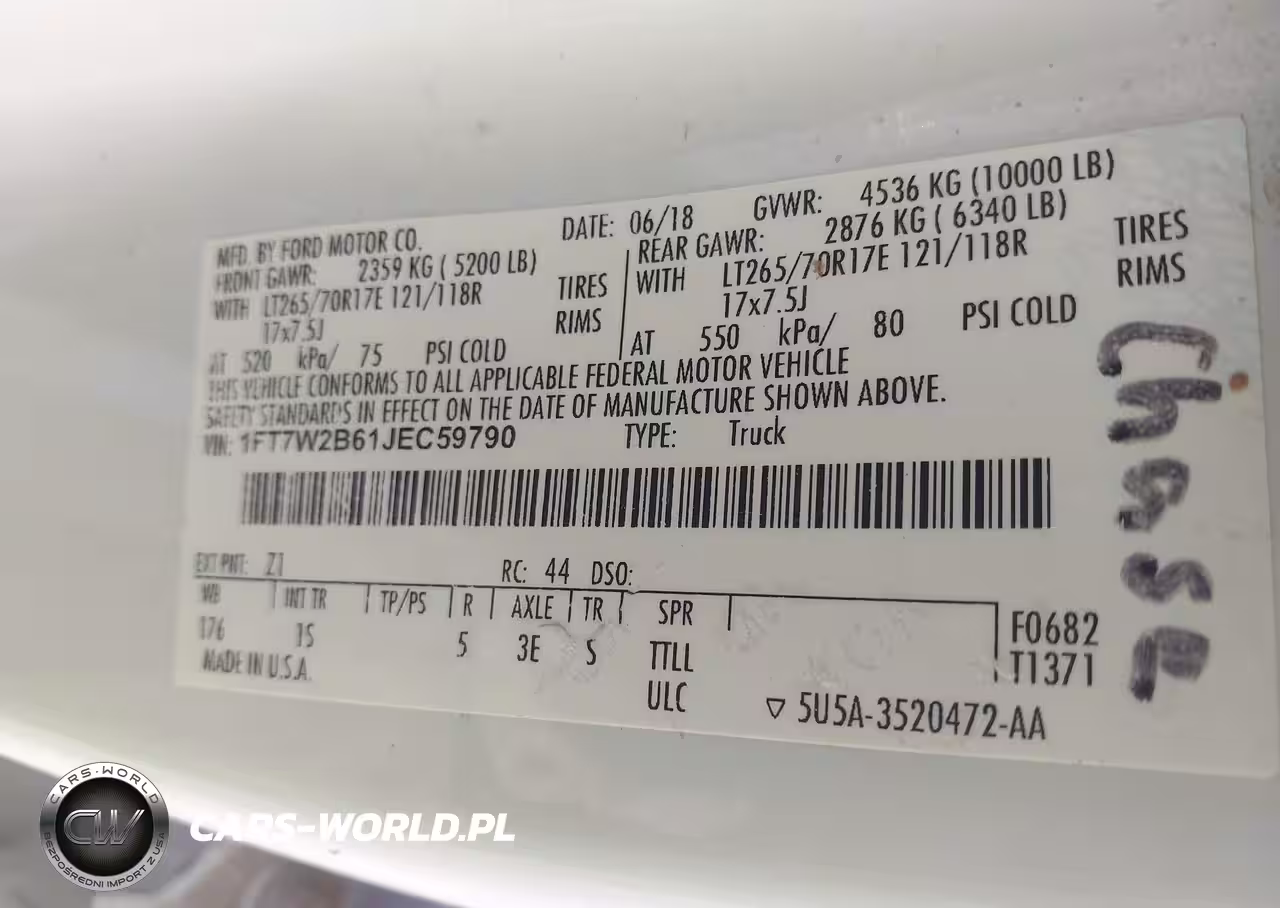 MFD. BY FORD MOTOR CO.
DATE: 06/18
GVWR: 4536 KG (10000 LB)
FRONT GAWR: 2359 KG ( 5200 LB)
WITH LT265/70R17E 121/118R TIRES
17x7.5J RIMS
AT 520 kPa/ 75 PSI COLD
REAR GAWR: 2876 KG ( 6340 LB)
WITH LT265/70R17E 121/118R TIRES
17x7.5J RIMS
AT 550 kPa/ 80 PSI COLD
THIS VEHICLE CONFORMS TO ALL APPLICABLE FEDERAL MOTOR VEHICLE
SAFETY STANDARDS IN EFFECT ON THE DATE OF MANUFACTURE SHOWN ABOVE.
VIN: 1FT7W2B61JEC59790 TYPE: Truck
EXT PNT: Z1 RC: 44 DSO:
WB INT TR TP/PS R AXLE TR SPR
176 1S 5 3E S TTLL
ULC
F0682
T1371
MADE IN U.S.A.
▽ 5U5A-3520472-AA
CARS-WORLD
CW
BEZPOŚREDNI IMPORT Z USA
CARS-WORLD.PL